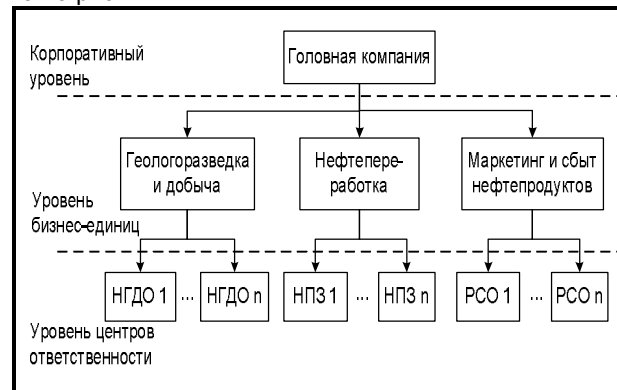 Корпоративный
уровень
Головная компания
Геологоразведка
и добыча
Нефтепере-
работка
Маркетинг и сбыт
нефтепродуктов
Уровень
бизнес-единиц
НГДО 1 ... НГДО n НПЗ 1 ... НПЗ n РСО 1 ... РСО n
Уровень центров
ответственности